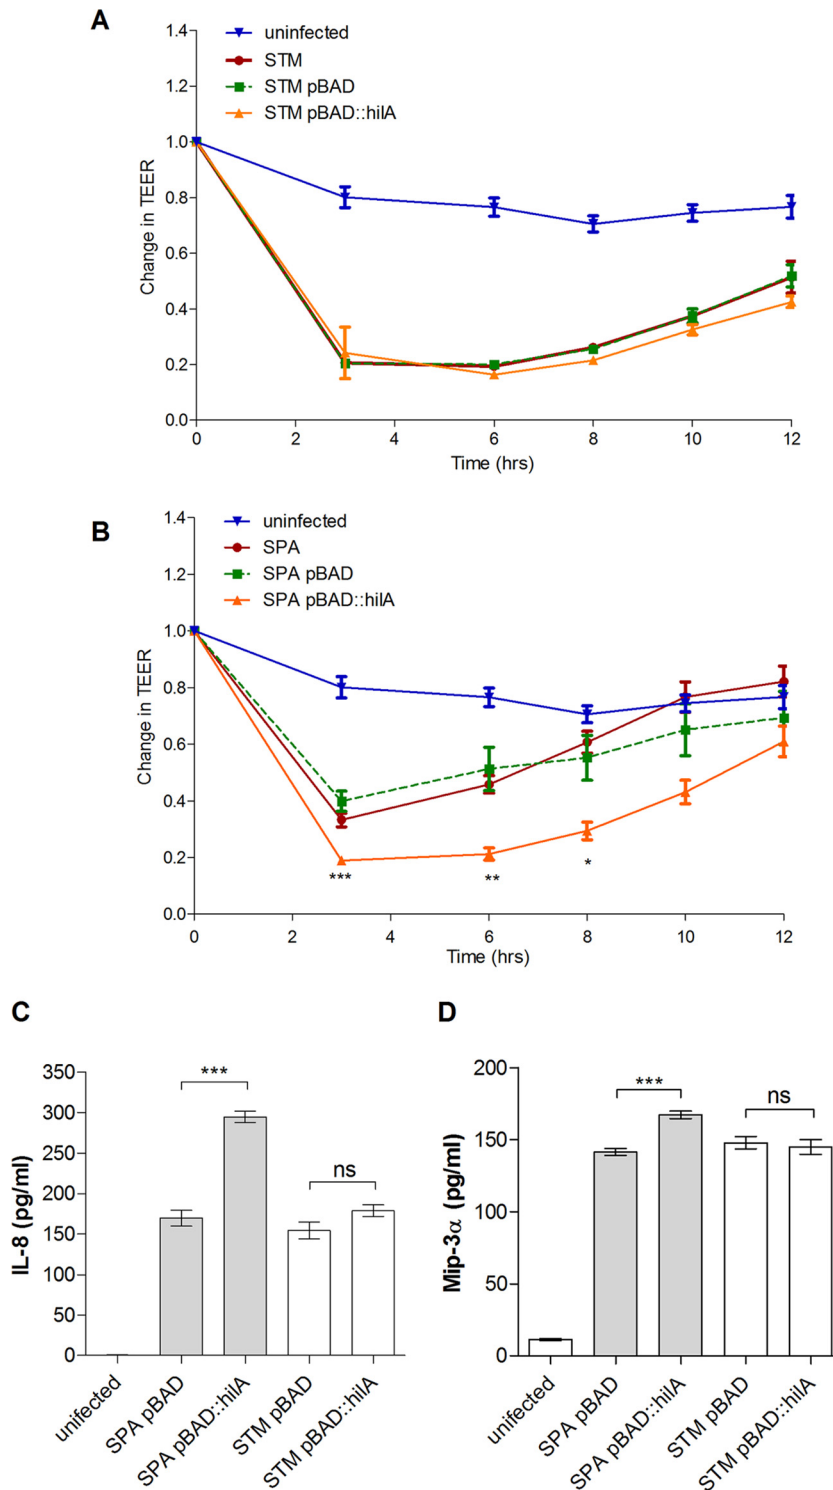 A
uninfected
STM
STM pBAD
STM pBAD::hilA
1.4
1.2
1.0
0.8
0.6
0.4
0.2
0.0
Change in TEER
0 2 4 6 8 10 12
Time (hrs)
B
uninfected
SPA
SPA pBAD
SPA pBAD::hilA
1.4
1.2
1.0
0.8
0.6
0.4
0.2
0.0
Change in TEER
*** ** *
0 2 4 6 8 10 12
Time (hrs)
C
350
300
250
200
150
100
50
0
IL-8 (pg/ml)
***
ns
unifected
SPA pBAD
SPA pBAD::hilA
STM pBAD
STM pBAD::hilA
D
200
150
100
50
0
Mip-3α (pg/ml)
***
ns
unifected
SPA pBAD
SPA pBAD::hilA
STM pBAD
STM pBAD::hilA